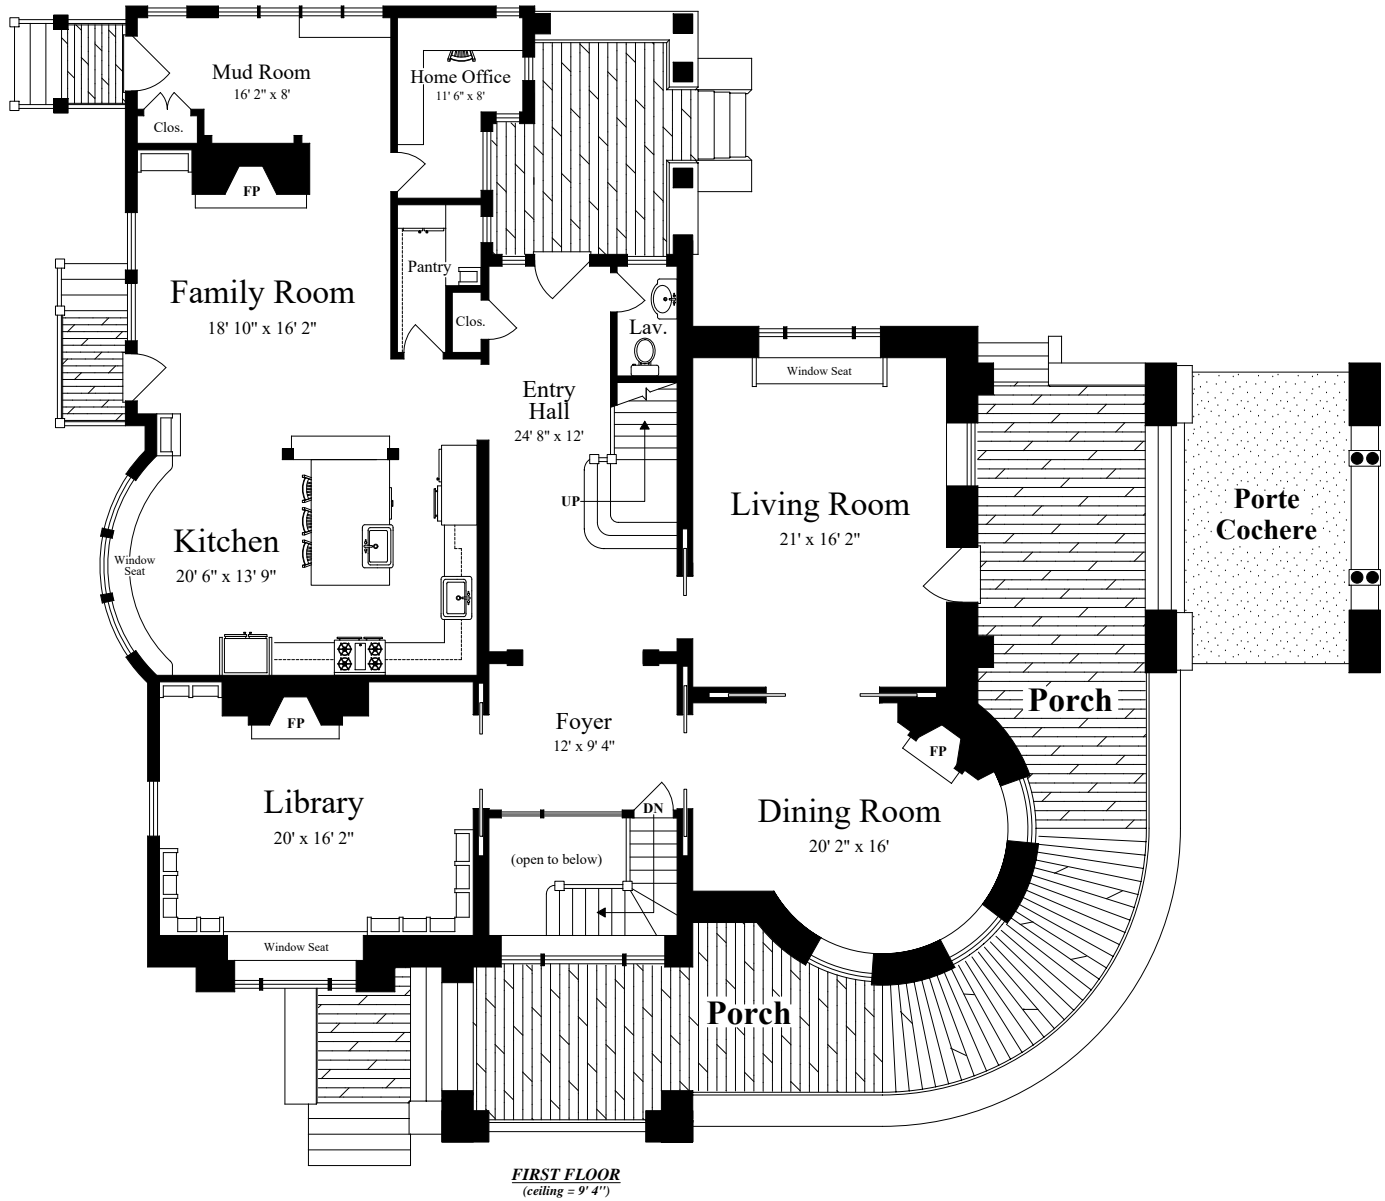 Mud Room
16' 2" x 8'
Home Office
11' 6" x 8'
Clos.
FP
Pantry
Family Room
18' 10" x 16' 2"
Clos.
Lav.
Window Seat
Entry
Hall
24' 8" x 12'
UP
Living Room
21' x 16' 2"
Porte
Cochere
Kitchen
20' 6" x 13' 9"
Window
Seat
Porch
FP
Foyer
12' x 9' 4"
FP
Library
20' x 16' 2"
DN
Dining Room
20' 2" x 16'
(open to below)
Window Seat
Porch
FIRST FLOOR
(ceiling = 9' 4")